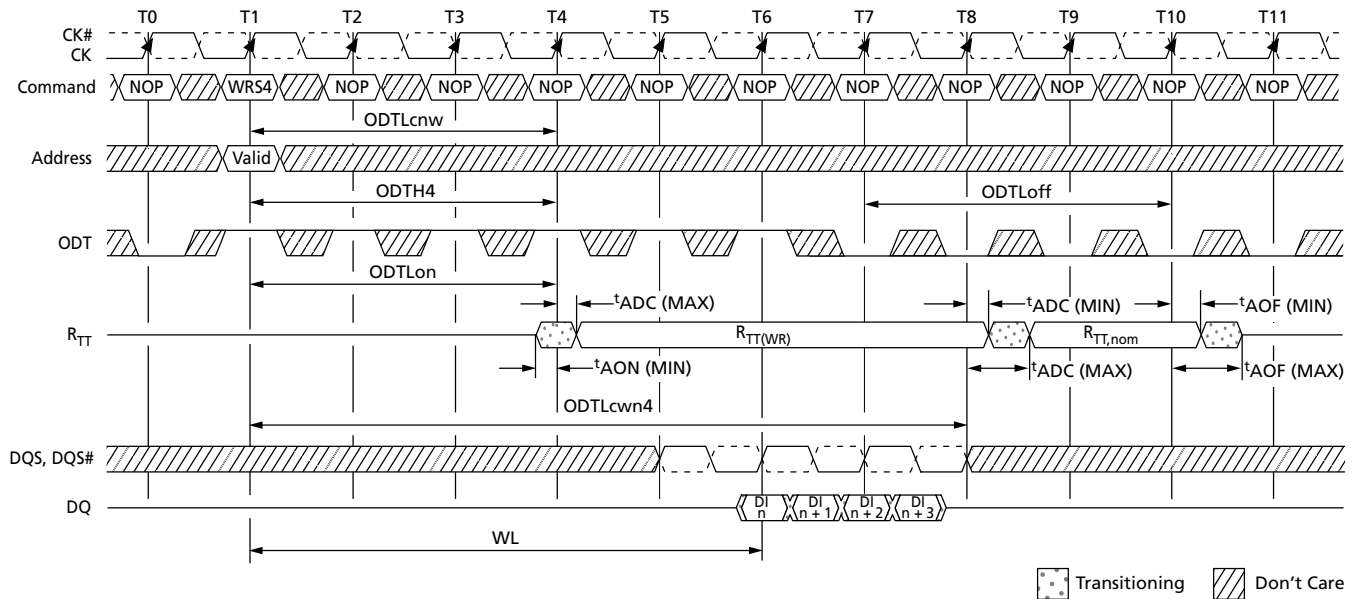 T0 T1 T2 T3 T4 T5 T6 T7 T8 T9 T10 T11
CK#
CK
Command NOP WRS4 NOP NOP NOP NOP NOP NOP NOP NOP NOP NOP
ODTLcnw
Address Valid
ODTH4 ODTLoff
ODT
ODTLon
tADC (MAX) tADC (MIN) tAOF (MIN)
RTT RTT(WR) RTT,nom
tAON (MIN) tADC (MAX) tAOF (MAX)
ODTLcwn4
DQS, DQS#
DQ DI n DI n + 1 DI n + 2 DI n + 3
WL
Transitioning Don't Care